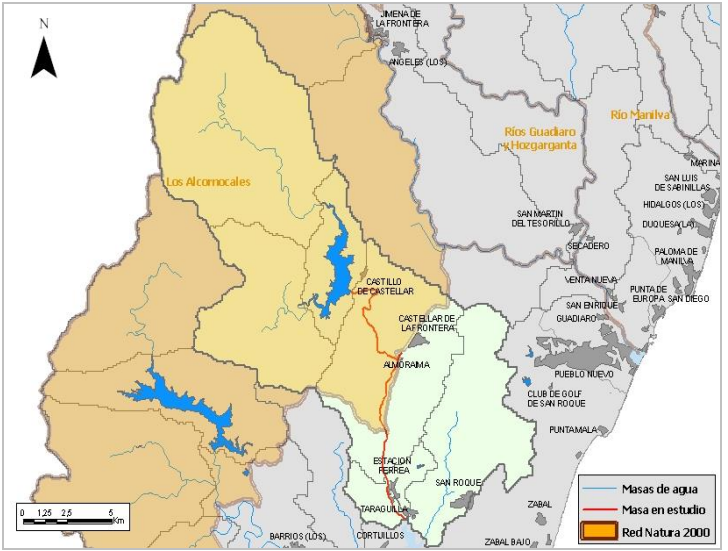 N
JIMENA DE
LA FRONTERA
ANGELES (LOS)
Río Manilva
Ríos Guadiaro
y Hozgarganta
MARINA
Los Alcornocales
SAN LUIS
DE SABINILLAS
HIDALGOS (LOS)
SAN MARTIN
DEL TESORILLO
DUQUESA(LA)
SECADERO
PALOMA DE
MANILVA
VENTA NUEVA
CASTILLO
DE CASTELLAR
PUNTA DE
EUROPA
SAN DIEGO
SAN ENRIQUE
CASTELLAR DE
LA FRONTERA
GUADIARO
ALMORAIMA
PUEBLO NUEVO
CLUB DE GOLF
DE SAN ROQUE
PUNTAMALA
ESTACION
FERREA
SAN ROQUE
TARAGUILLA
ZABAL
BARRIOS (LOS)
CORTIJILLOS
ZABAL BAJO
0 1,25 2,5 5
Km
Masas de agua
Masa en estudio
Red Natura 2000